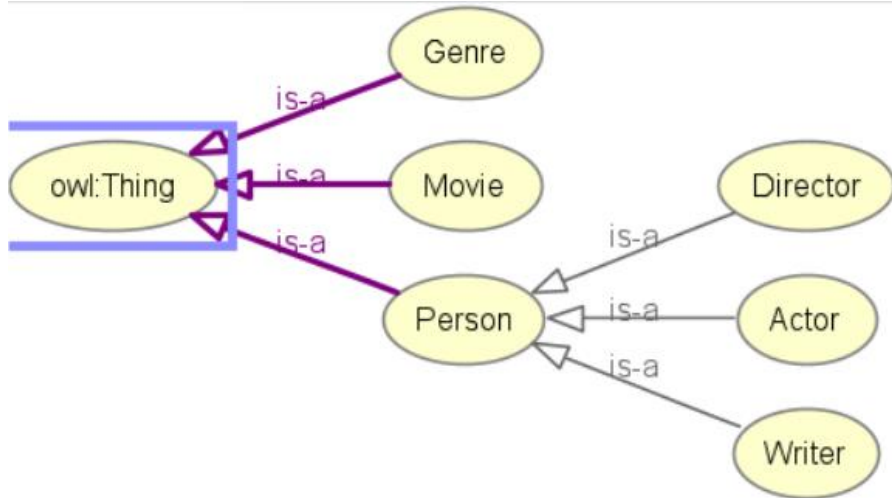 Genre
is-a
owl:Thing
is-a
Movie
Director
is-a
is-a
Person
is-a
Actor
is-a
Writer